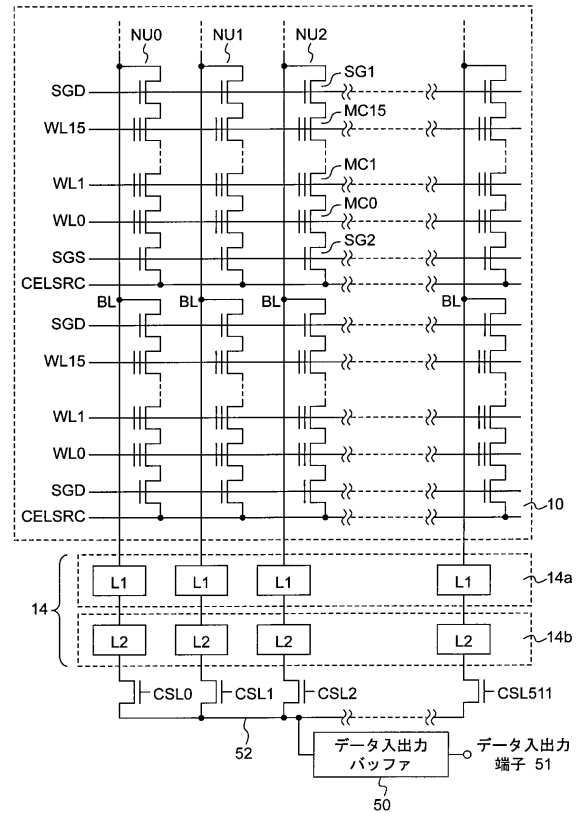 NU0 NU1 NU2
SGD SG1
WL15 MC15
WL1 MC1
WL0 MC0
SGS SG2
CELSRC
BL BL BL BL
SGD
WL15
WL1
WL0
SGD
CELSRC 10
L1 L1 L1 L1 14a
14
L2 L2 L2 L2 14b
CSL0 CSL1 CSL2 CSL511
52
データ入出力
バッファ
データ入出力
端子 51
50